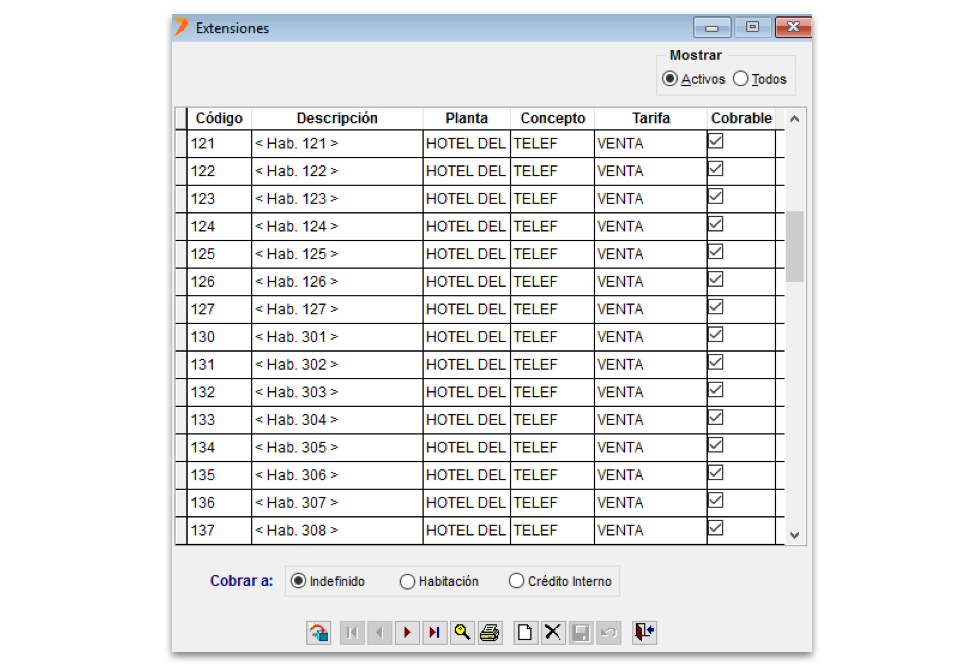 Extensiones
Mostrar
Activos Todos
Código Descripción Planta Concepto Tarifa Cobrable
121 < Hab. 121 > HOTEL DEL TELEF VENTA
122 < Hab. 122 > HOTEL DEL TELEF VENTA
123 < Hab. 123 > HOTEL DEL TELEF VENTA
124 < Hab. 124 > HOTEL DEL TELEF VENTA
125 < Hab. 125 > HOTEL DEL TELEF VENTA
126 < Hab. 126 > HOTEL DEL TELEF VENTA
127 < Hab. 127 > HOTEL DEL TELEF VENTA
130 < Hab. 301 > HOTEL DEL TELEF VENTA
131 < Hab. 302 > HOTEL DEL TELEF VENTA
132 < Hab. 303 > HOTEL DEL TELEF VENTA
133 < Hab. 304 > HOTEL DEL TELEF VENTA
134 < Hab. 305 > HOTEL DEL TELEF VENTA
135 < Hab. 306 > HOTEL DEL TELEF VENTA
136 < Hab. 307 > HOTEL DEL TELEF VENTA
137 < Hab. 308 > HOTEL DEL TELEF VENTA
Cobrar a: Indefinido Habitación Crédito Interno